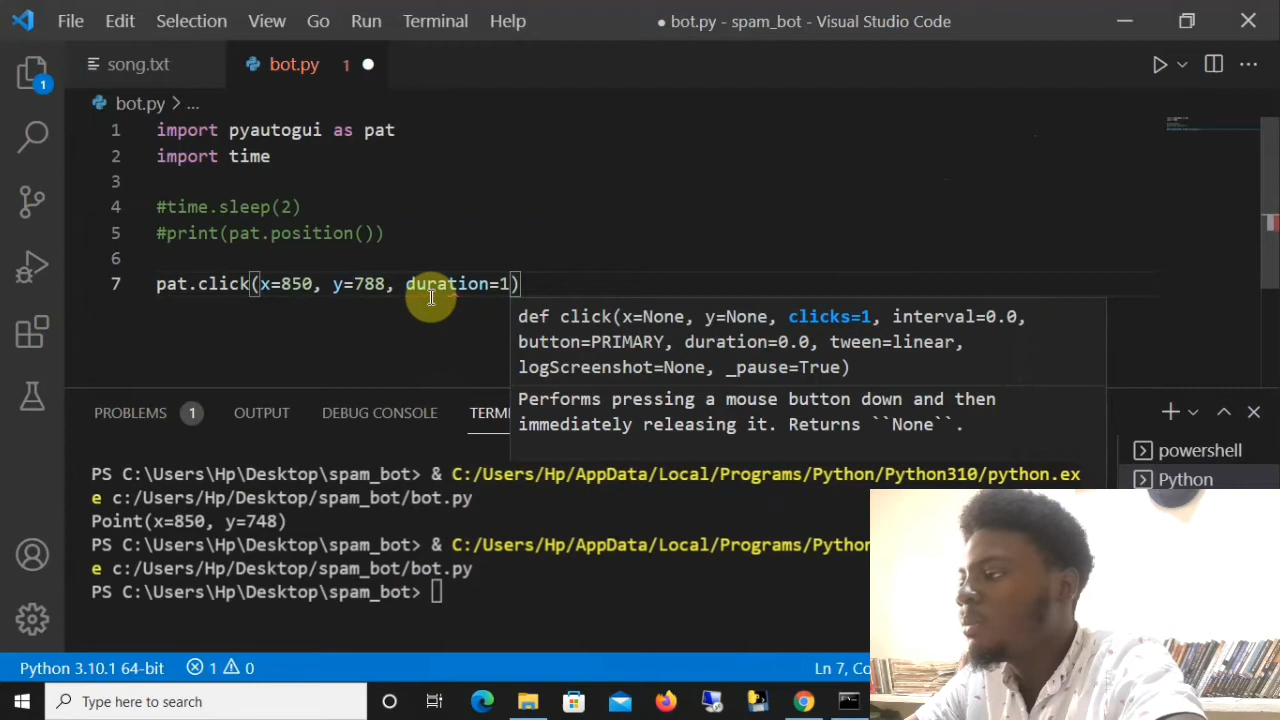 File Edit Selection View Go Run Terminal Help ● bot.py - spam_bot - Visual Studio Code
song.txt bot.py 1
bot.py > ...
1 import pyautogui as pat
2 import time
3
4 #time.sleep(2)
5 #print(pat.position())
6
7 pat.click(x=850, y=788, duration=1)
def click(x=None, y=None, clicks=1, interval=0.0,
button=PRIMARY, duration=0.0, tween=linear,
logScreenshot=None, _pause=True)
Performs pressing a mouse button down and then
immediately releasing it. Returns ``None``.
1
PROBLEMS 1 OUTPUT DEBUG CONSOLE TERM
powershell
Python
PS C:\Users\Hp\Desktop\spam_bot> & C:/Users/Hp/AppData/Local/Programs/Python/Python310/python.ex
e c:/Users/Hp/Desktop/spam_bot/bot.py
Point(x=850, y=748)
PS C:\Users\Hp\Desktop\spam_bot> & C:/Users/Hp/AppData/Local/Programs/Python
e c:/Users/Hp/Desktop/spam_bot/bot.py
PS C:\Users\Hp\Desktop\spam_bot>
Python 3.10.1 64-bit 1 0 Ln 7, Co
Type here to search